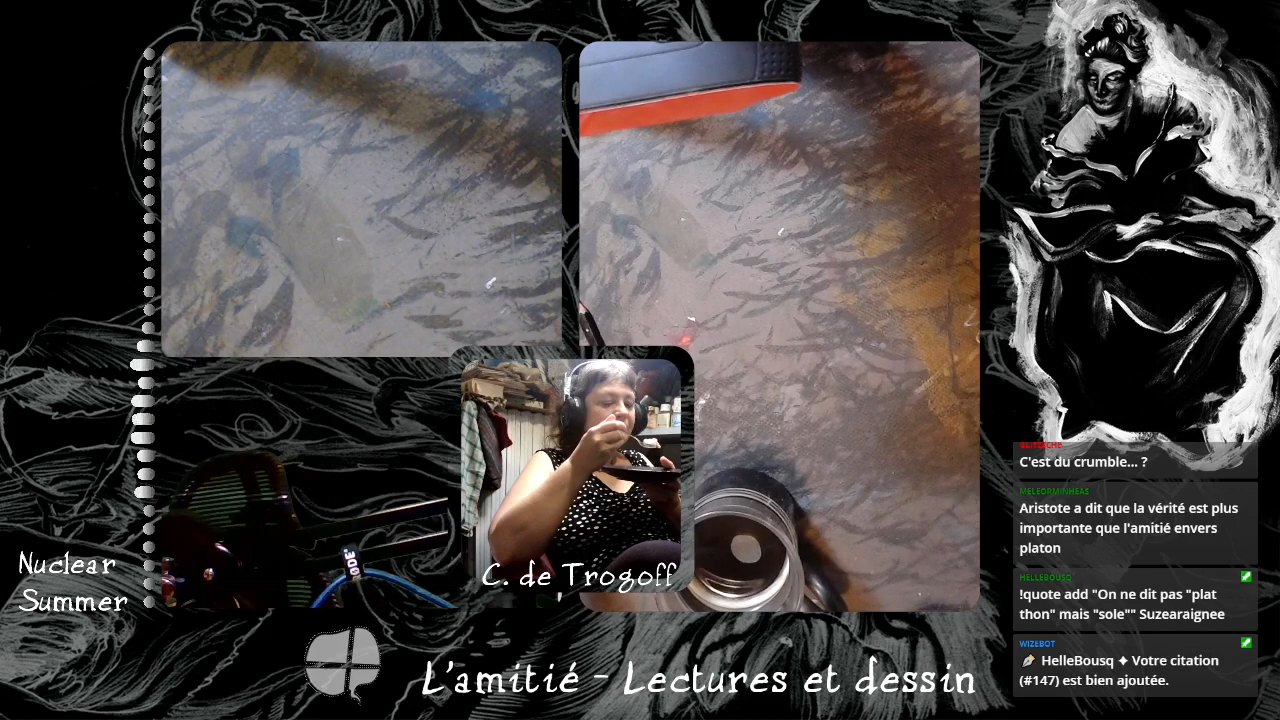 BLITZECHO
C'est du crumble... ?
MELEORMINHEAS
Aristote a dit que la vérité est plus
importante que l'amitié envers
platon
HELLEBOUSQ
!quote add "On ne dit pas "plat
thon" mais "sole"" Suzearaignee
WIZEBOT
HelleBousq ✦ Votre citation
(#147) est bien ajoutée.
Nuclear
Summer
C. de Trogoff
L'amitié - Lectures et dessin